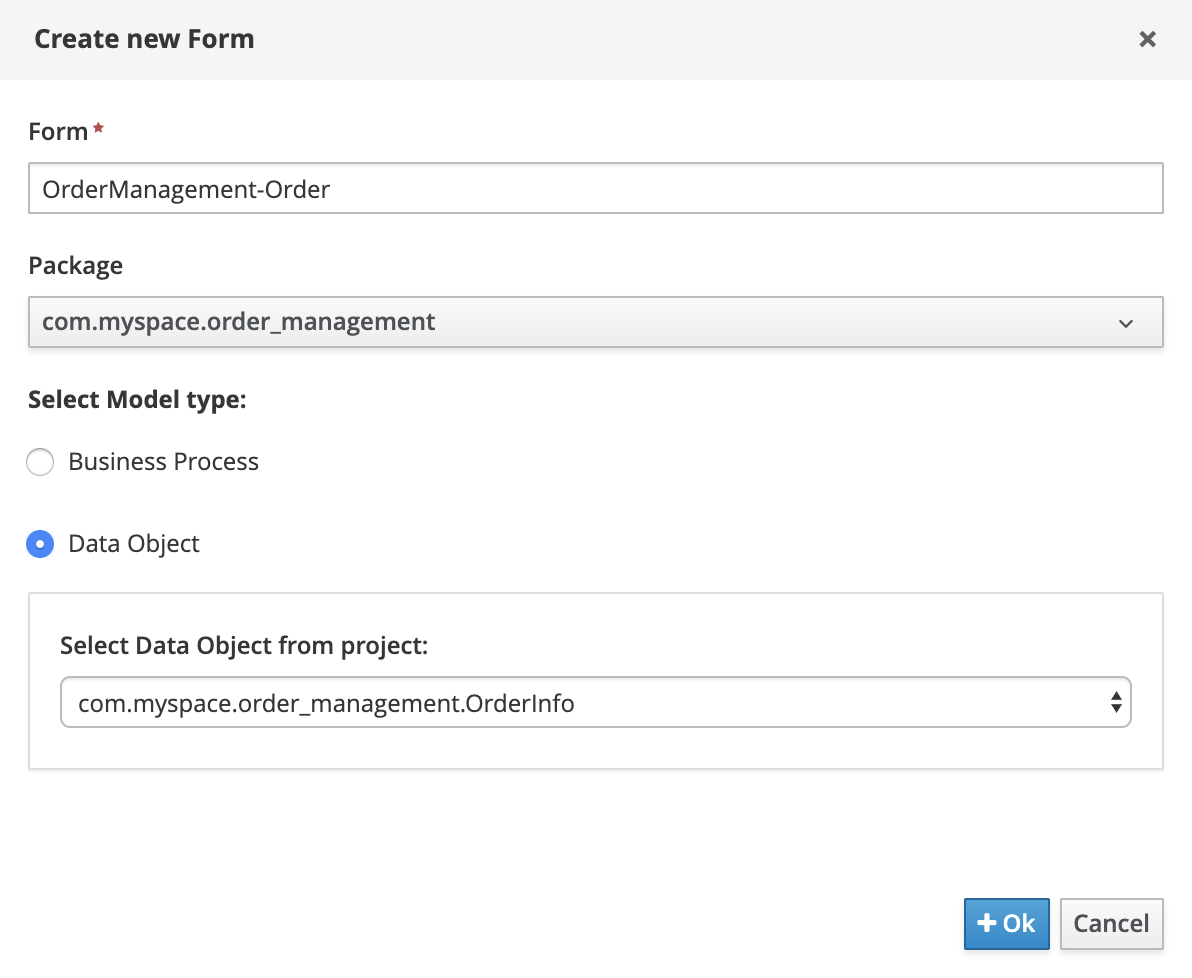 Create new Form
Form *
OrderManagement-Order
Package
com.myspace.order_management
Select Model type:
Business Process
Data Object
Select Data Object from project:
com.myspace.order_management.OrderInfo
Ok
Cancel